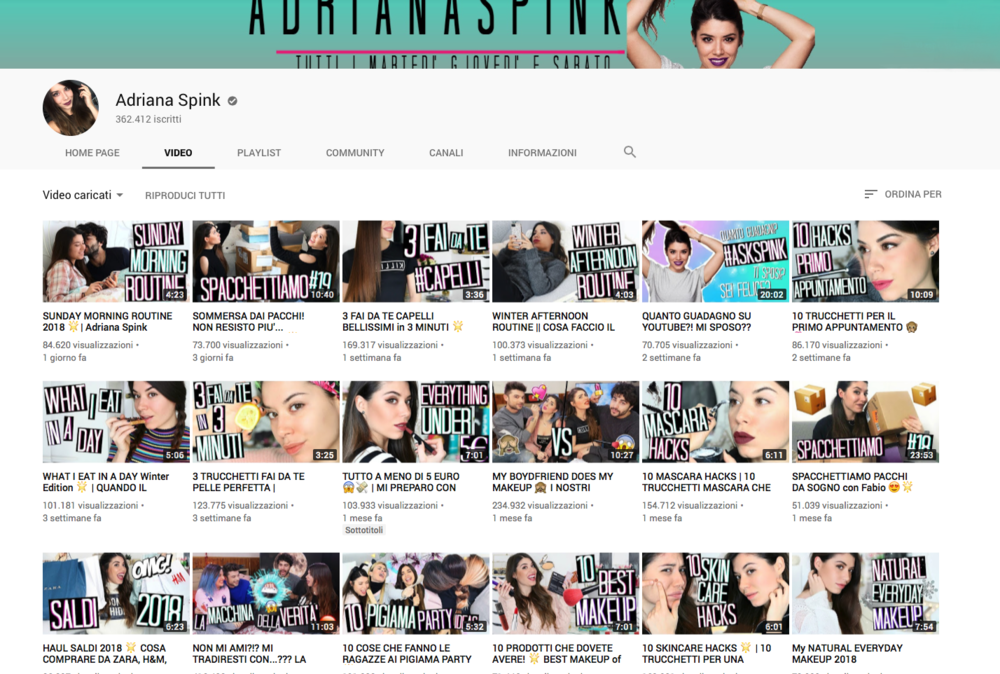 ADRIANASPINK
TUTTI I MARTEDI' GIOVEDI' E SABATO
Adriana Spink
362.412 iscritti
HOME PAGE VIDEO PLAYLIST COMMUNITY CANALI INFORMAZIONI
Video caricati RIPRODUCI TUTTI ORDINA PER
SUNDAY MORNING ROUTINE 4:23
SPACCHETTIAMO #19 10:40
3 FAI DA TE #CAPELLI 3:36
WINTER AFTERNOON ROUTINE 4:03
QUANTO GUADAGNI? #ASKSPINK TI SPOSI? SEI FELICE? 20:02
10 HACKS PRIMO APPUNTAMENTO 10:09
SUNDAY MORNING ROUTINE
2018 🌟 | Adriana Spink
84.620 visualizzazioni •
1 giorno fa
SOMMERSA DAI PACCHI!
NON RESISTO PIU'...
73.700 visualizzazioni •
3 giorni fa
3 FAI DA TE CAPELLI
BELLISSIMI in 3 MINUTI 🌟
169.317 visualizzazioni •
1 settimana fa
WINTER AFTERNOON
ROUTINE || COSA FACCIO IL
100.373 visualizzazioni •
1 settimana fa
QUANTO GUADAGNO SU
YOUTUBE?! MI SPOSO??
70.705 visualizzazioni •
2 settimane fa
10 TRUCCHETTI PER IL
PRIMO APPUNTAMENTO 🙊
86.170 visualizzazioni •
2 settimane fa
WHAT I EAT IN A DAY 5:06
3 FAI DA TE IN 3 MINUTI 3:25
EVERYTHING UNDER 5€ 7:01
VS 10:27
10 MASCARA HACKS 6:11
SPACCHETTIAMO #19 23:53
WHAT I EAT IN A DAY Winter
Edition 🌟 | QUANDO IL
101.181 visualizzazioni •
3 settimane fa
3 TRUCCHETTI FAI DA TE
PELLE PERFETTA |
123.775 visualizzazioni •
3 settimane fa
TUTTO A MENO DI 5 EURO
😱💸 | MI PREPARO CON
103.933 visualizzazioni •
1 mese fa
Sottotitoli
MY BOYFRIEND DOES MY
MAKEUP 🙈 I NOSTRI
234.932 visualizzazioni •
1 mese fa
10 MASCARA HACKS | 10
TRUCCHETTI MASCARA CHE
154.712 visualizzazioni •
1 mese fa
SPACCHETTIAMO PACCHI
DA SOGNO con Fabio 😍🌟
51.039 visualizzazioni •
1 mese fa
ZARA OMG! H&M SALDI 2018 6:23
LA MACCHINA DELLA VERITA' 11:03
10 PIGIAMA PARTY IDEAS 5:32
10 BEST MAKEUP 7:01
10 SKIN CARE HACKS 6:01
NATURAL EVERYDAY MAKEUP 7:54
HAUL SALDI 2018 🌟 COSA
COMPRARE DA ZARA, H&M,
NON MI AMI?!? MI
TRADIRESTI CON...??? LA
10 COSE CHE FANNO LE
RAGAZZE AI PIGIAMA PARTY
10 PRODOTTI CHE DOVETE
AVERE! 🌟 BEST MAKEUP of
10 SKINCARE HACKS 🌟 | 10
TRUCCHETTI PER UNA
My NATURAL EVERYDAY
MAKEUP 2018